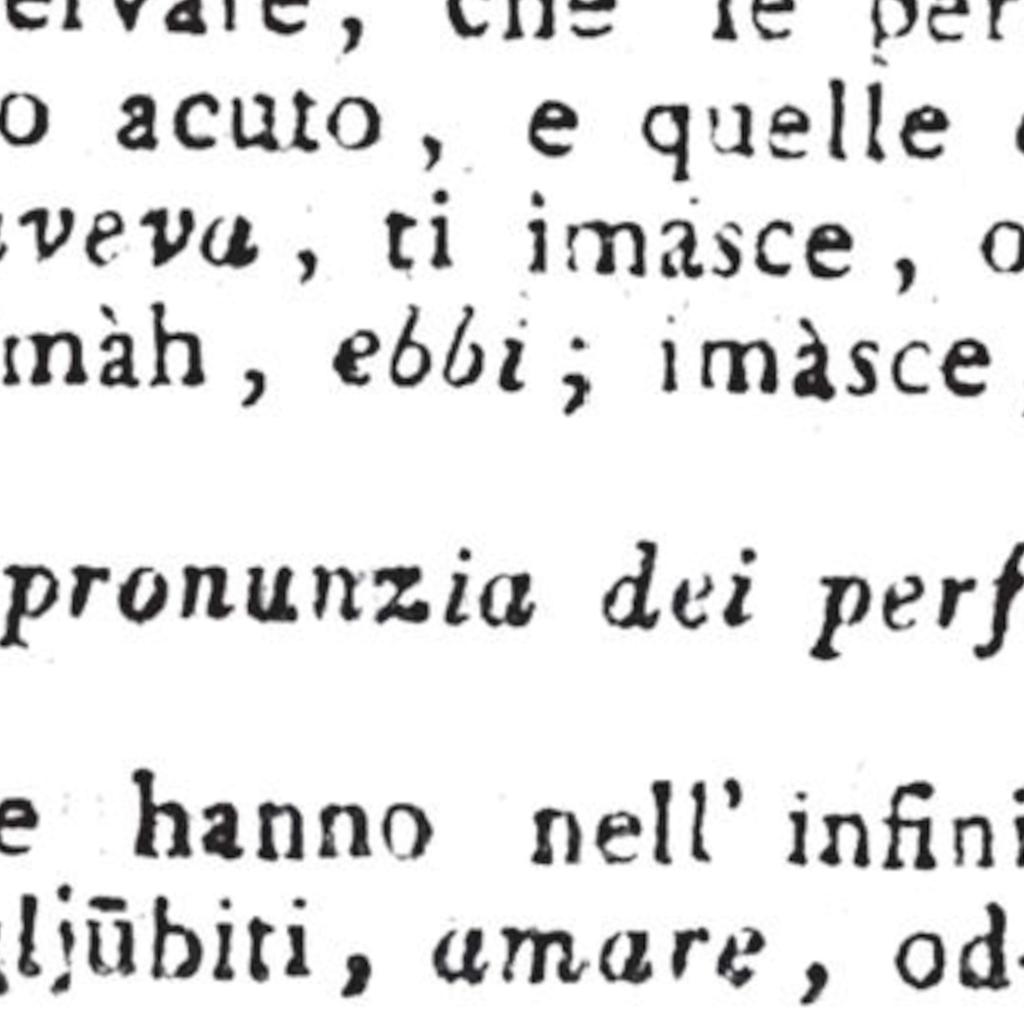 ervare, che le per
o acuto, e quelle
aveva, ti imásce, o
imàh, ebbi; imàsce,
pronunzia dei perf
e hanno nell' infini
gljūbiti, amare, od-